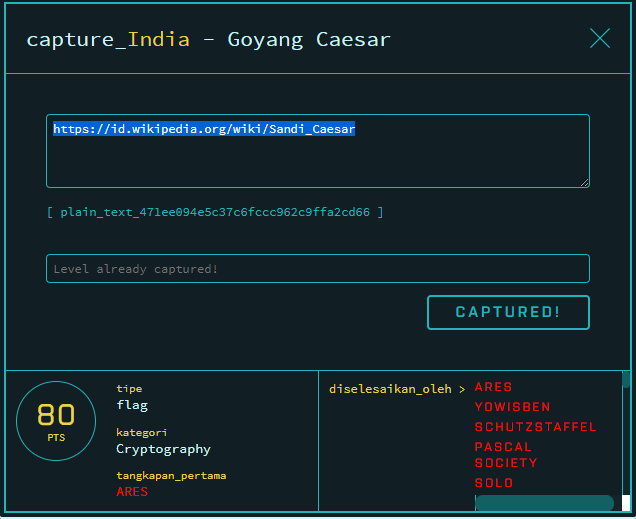 capture_India - Goyang Caesar
https://id.wikipedia.org/wiki/Sandi_Caesar
[ plain_text_471ee094e5c37c6fccc962c9ffa2cd66 ]
Level already captured!
CAPTURED!
80
PTS
tipe
flag
kategori
Cryptography
tangkapan_pertama
ARES
diselesaikan_oleh >
ARES
YOWISBEN
SCHUTZSTAFFEL
PASCAL
SOCIETY
SOLO